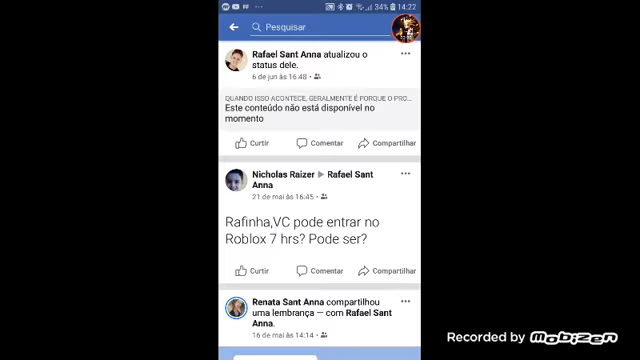 FF ... 34% 14:22
Pesquisar
Rafael Sant Anna atualizou o
status dele.
6 de jun às 16:48 •
QUANDO ISSO ACONTECE, GERALMENTE É PORQUE O PRO...
Este conteúdo não está disponível no
momento
Curtir Comentar Compartilhar
Nicholas Raizer ▶ Rafael Sant
Anna
21 de mai às 16:45 •
Rafinha,VC pode entrar no
Roblox 7 hrs? Pode ser?
Curtir Comentar Compartilhar
Renata Sant Anna compartilhou
uma lembrança — com Rafael Sant
Anna.
16 de mai às 14:14 •
Recorded by Mobizen